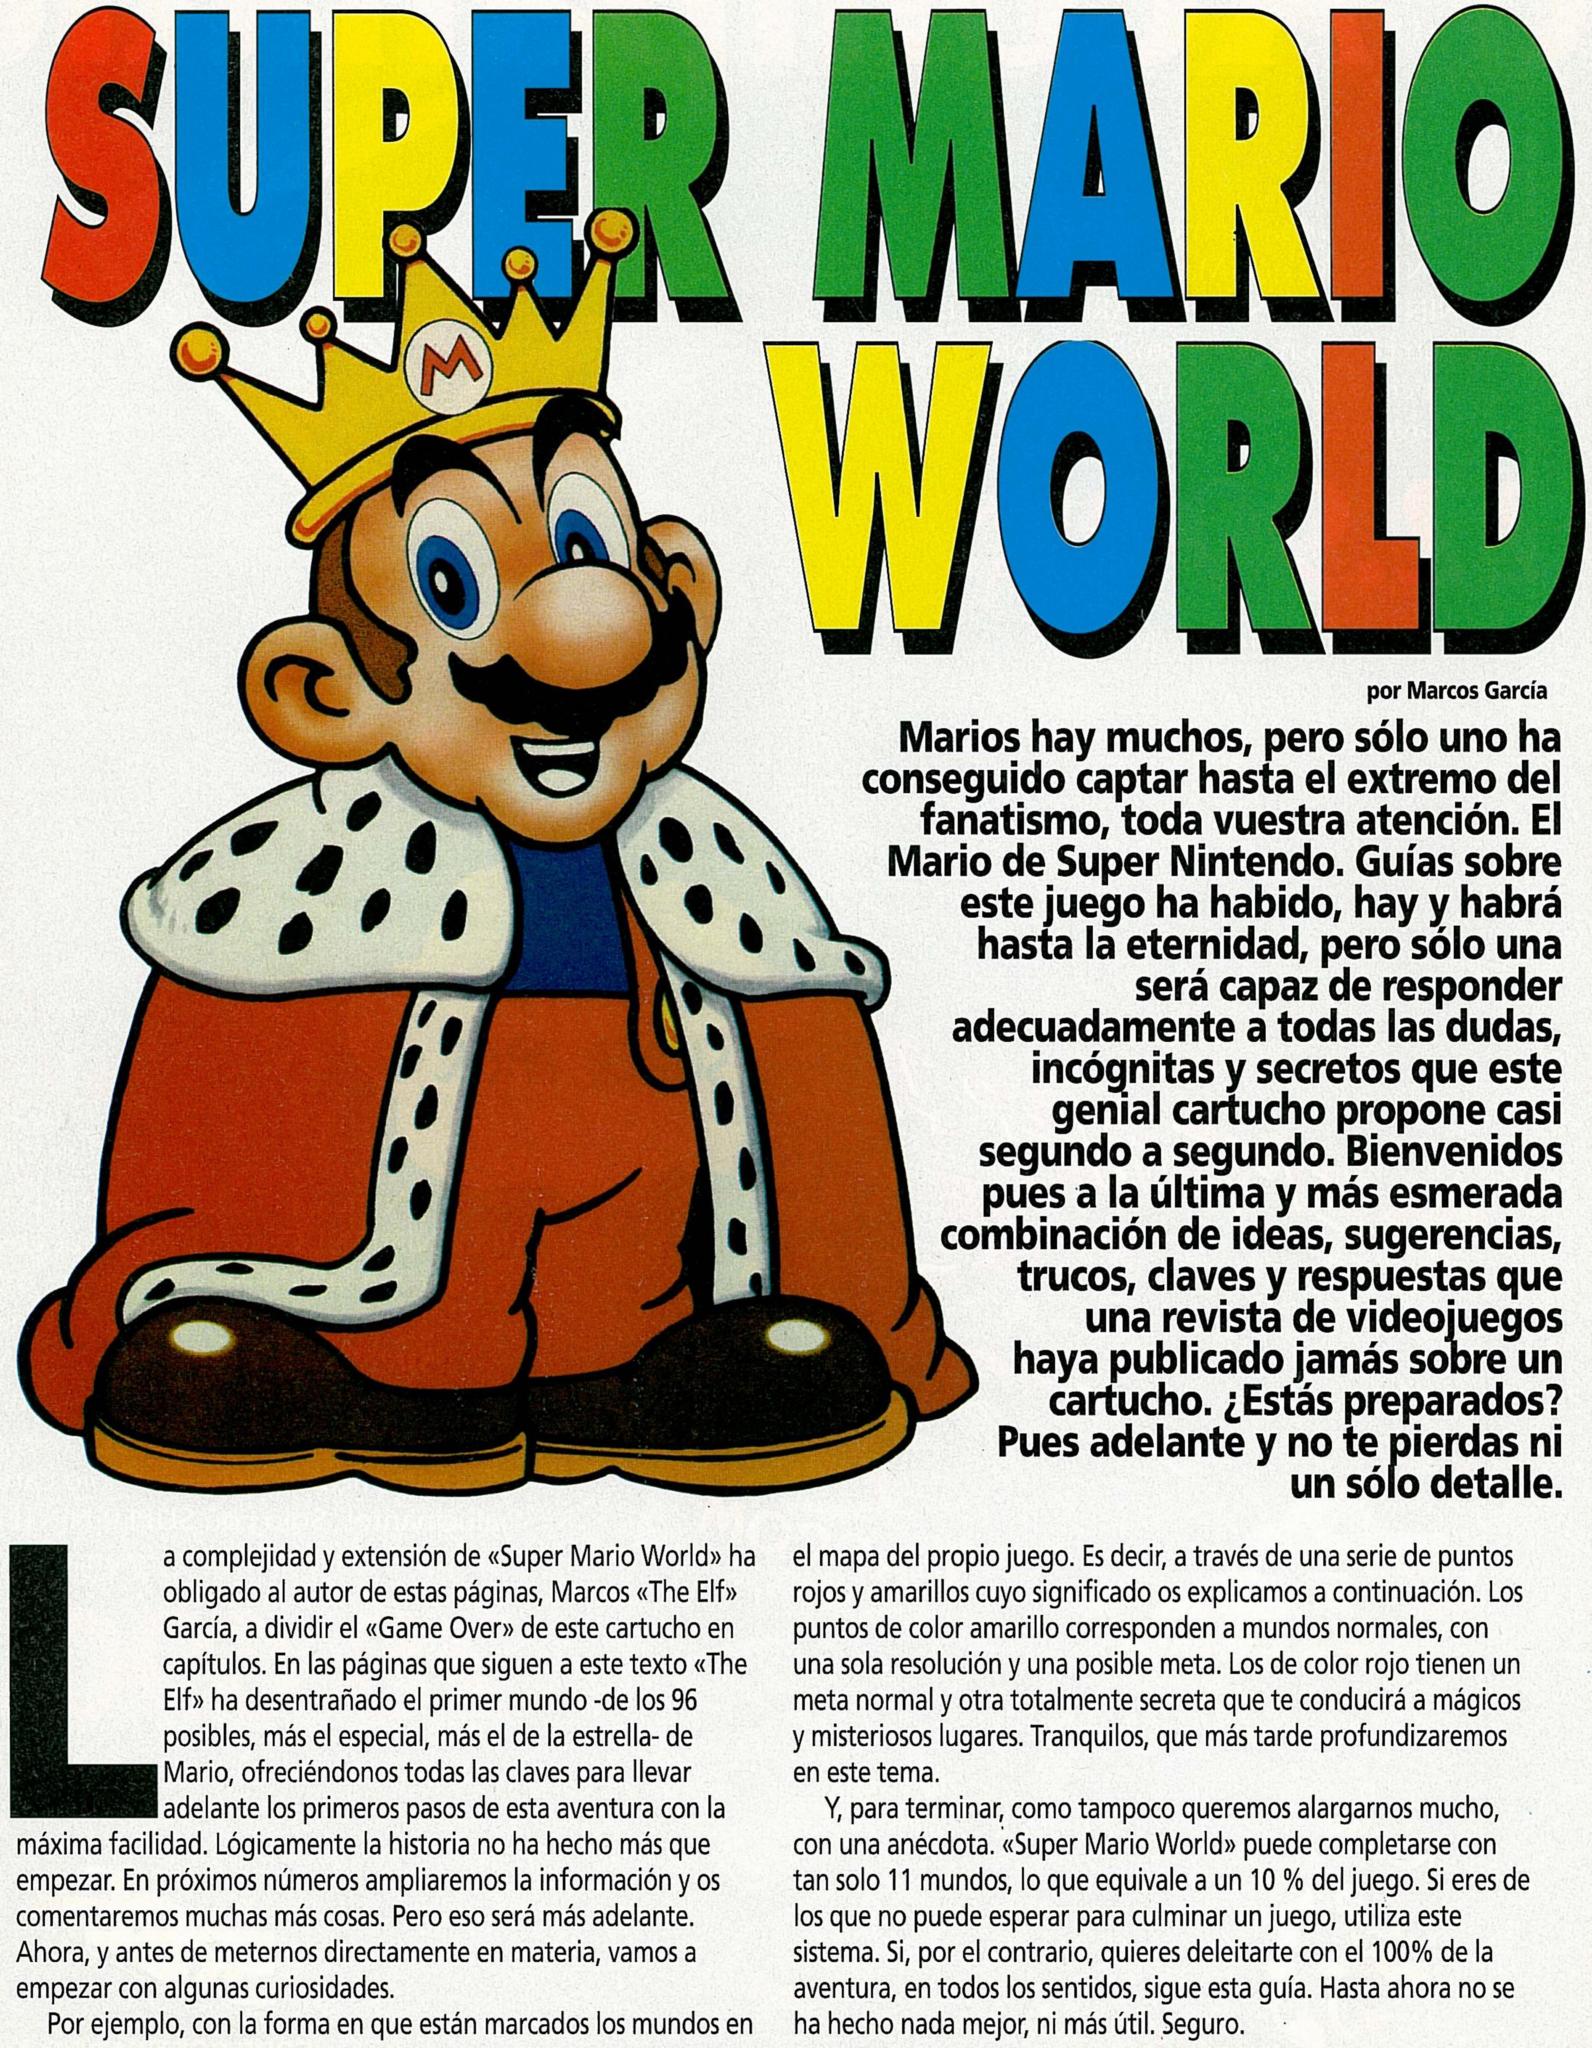 SUPER MARIO
WORLD
M
por Marcos García
Marios hay muchos, pero sólo uno ha
conseguido captar hasta el extremo del
fanatismo, toda vuestra atención. El
Mario de Super Nintendo. Guías sobre
este juego ha habido, hay y habrá
hasta la eternidad, pero sólo una
será capaz de responder
adecuadamente a todas las dudas,
incógnitas y secretos que este
genial cartucho propone casi
segundo a segundo. Bienvenidos
pues a la última y más esmerada
combinación de ideas, sugerencias,
trucos, claves y respuestas que
una revista de videojuegos
haya publicado jamás sobre un
cartucho. ¿Estás preparados?
Pues adelante y no te pierdas ni
un sólo detalle.
La complejidad y extensión de «Super Mario World» ha
obligado al autor de estas páginas, Marcos «The Elf»
García, a dividir el «Game Over» de este cartucho en
capítulos. En las páginas que siguen a este texto «The
Elf» ha desentrañado el primer mundo -de los 96
posibles, más el especial, más el de la estrella- de
Mario, ofreciéndonos todas las claves para llevar
adelante los primeros pasos de esta aventura con la
máxima facilidad. Lógicamente la historia no ha hecho más que
empezar. En próximos números ampliaremos la información y os
comentaremos muchas más cosas. Pero eso será más adelante.
Ahora, y antes de meternos directamente en materia, vamos a
empezar con algunas curiosidades.
Por ejemplo, con la forma en que están marcados los mundos en
el mapa del propio juego. Es decir, a través de una serie de puntos
rojos y amarillos cuyo significado os explicamos a continuación. Los
puntos de color amarillo corresponden a mundos normales, con
una sola resolución y una posible meta. Los de color rojo tienen un
meta normal y otra totalmente secreta que te conducirá a mágicos
y misteriosos lugares. Tranquilos, que más tarde profundizaremos
en este tema.
Y, para terminar, como tampoco queremos alargarnos mucho,
con una anécdota. «Super Mario World» puede completarse con
tan solo 11 mundos, lo que equivale a un 10 % del juego. Si eres de
los que no puede esperar para culminar un juego, utiliza este
sistema. Si, por el contrario, quieres deleitarte con el 100% de la
aventura, en todos los sentidos, sigue esta guía. Hasta ahora no se
ha hecho nada mejor, ni más útil. Seguro.